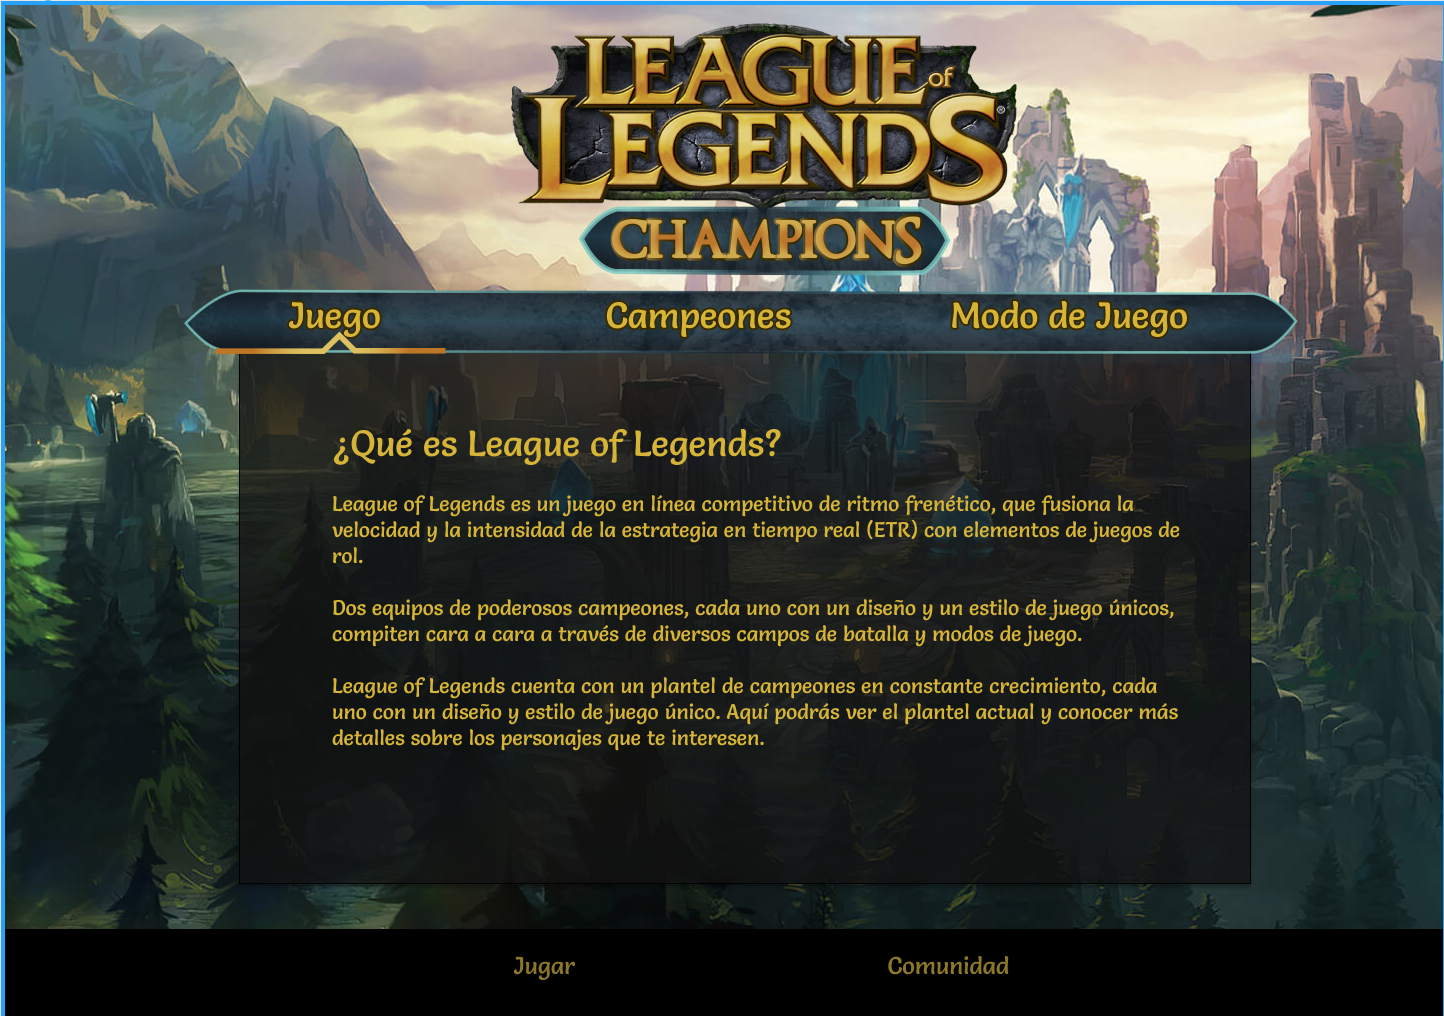 LEAGUE of
LEGENDS®
CHAMPIONS
Juego Campeones Modo de Juego
¿Qué es League of Legends?
League of Legends es un juego en línea competitivo de ritmo frenético, que fusiona la
velocidad y la intensidad de la estrategia en tiempo real (ETR) con elementos de juegos de
rol.
Dos equipos de poderosos campeones, cada uno con un diseño y un estilo de juego únicos,
compiten cara a cara a través de diversos campos de batalla y modos de juego.
League of Legends cuenta con un plantel de campeones en constante crecimiento, cada
uno con un diseño y estilo de juego único. Aquí podrás ver el plantel actual y conocer más
detalles sobre los personajes que te interesen.
Jugar Comunidad